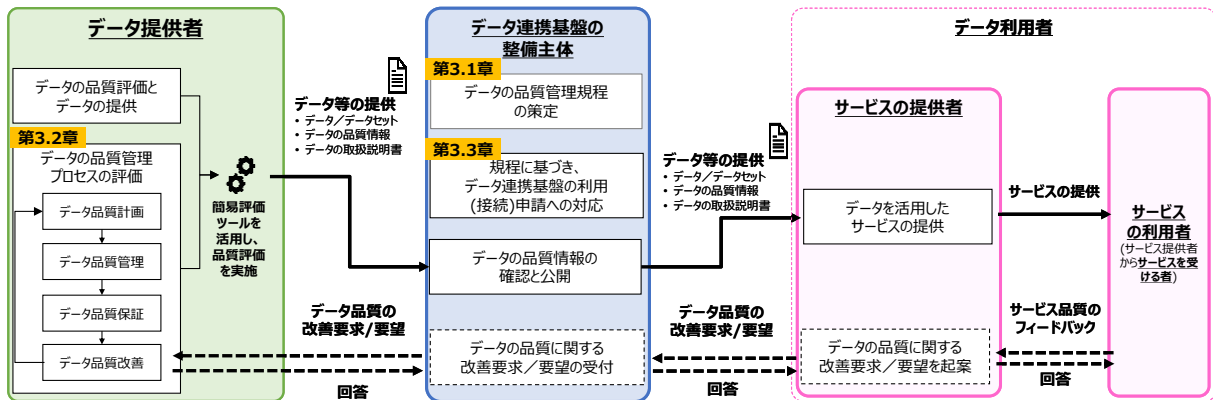 データ提供者
データの品質評価と
データの提供
第3.2章
データの品質管理
プロセスの評価
データ品質計画
データ品質管理
データ品質保証
データ品質改善
簡易評価
ツールを
活用し、
品質評価
を実施
データ等の提供
• データ／データセット
• データの品質情報
• データの取扱説明書
データ品質の
改善要求/要望
回答
データ連携基盤の
整備主体
第3.1章
データの品質管理規程
の策定
第3.3章
規程に基づき、
データ連携基盤の利用
(接続)申請への対応
データの品質情報の
確認と公開
データの品質に関する
改善要求／要望の受付
データ等の提供
• データ／データセット
• データの品質情報
• データの取扱説明書
データ品質の
改善要求/要望
回答
データ利用者
サービスの提供者
データを活用した
サービスの提供
データの品質に関する
改善要求／要望を起案
サービスの提供
サービス品質の
フィードバック
回答
サービス
の利用者
(サービス提供者
からサービスを受
ける者)